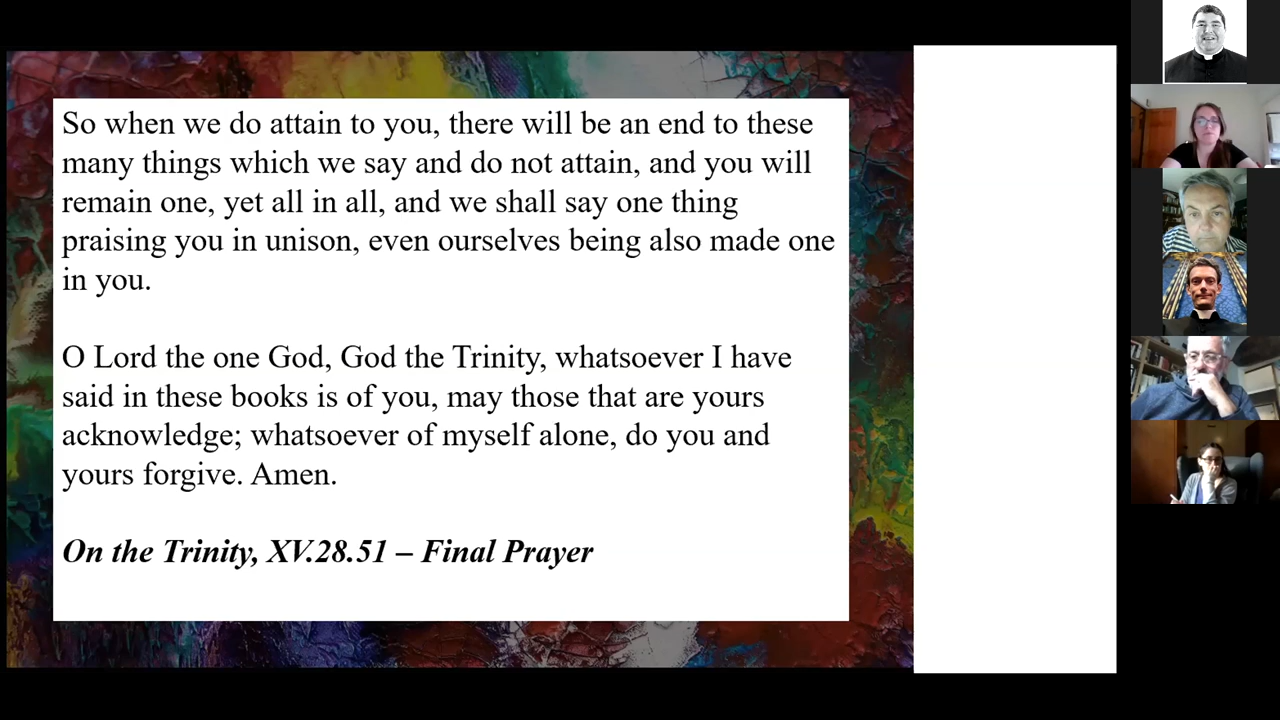 So when we do attain to you, there will be an end to these
many things which we say and do not attain, and you will
remain one, yet all in all, and we shall say one thing
praising you in unison, even ourselves being also made one
in you.
O Lord the one God, God the Trinity, whatsoever I have
said in these books is of you, may those that are yours
acknowledge; whatsoever of myself alone, do you and
yours forgive. Amen.
On the Trinity, XV.28.51 – Final Prayer